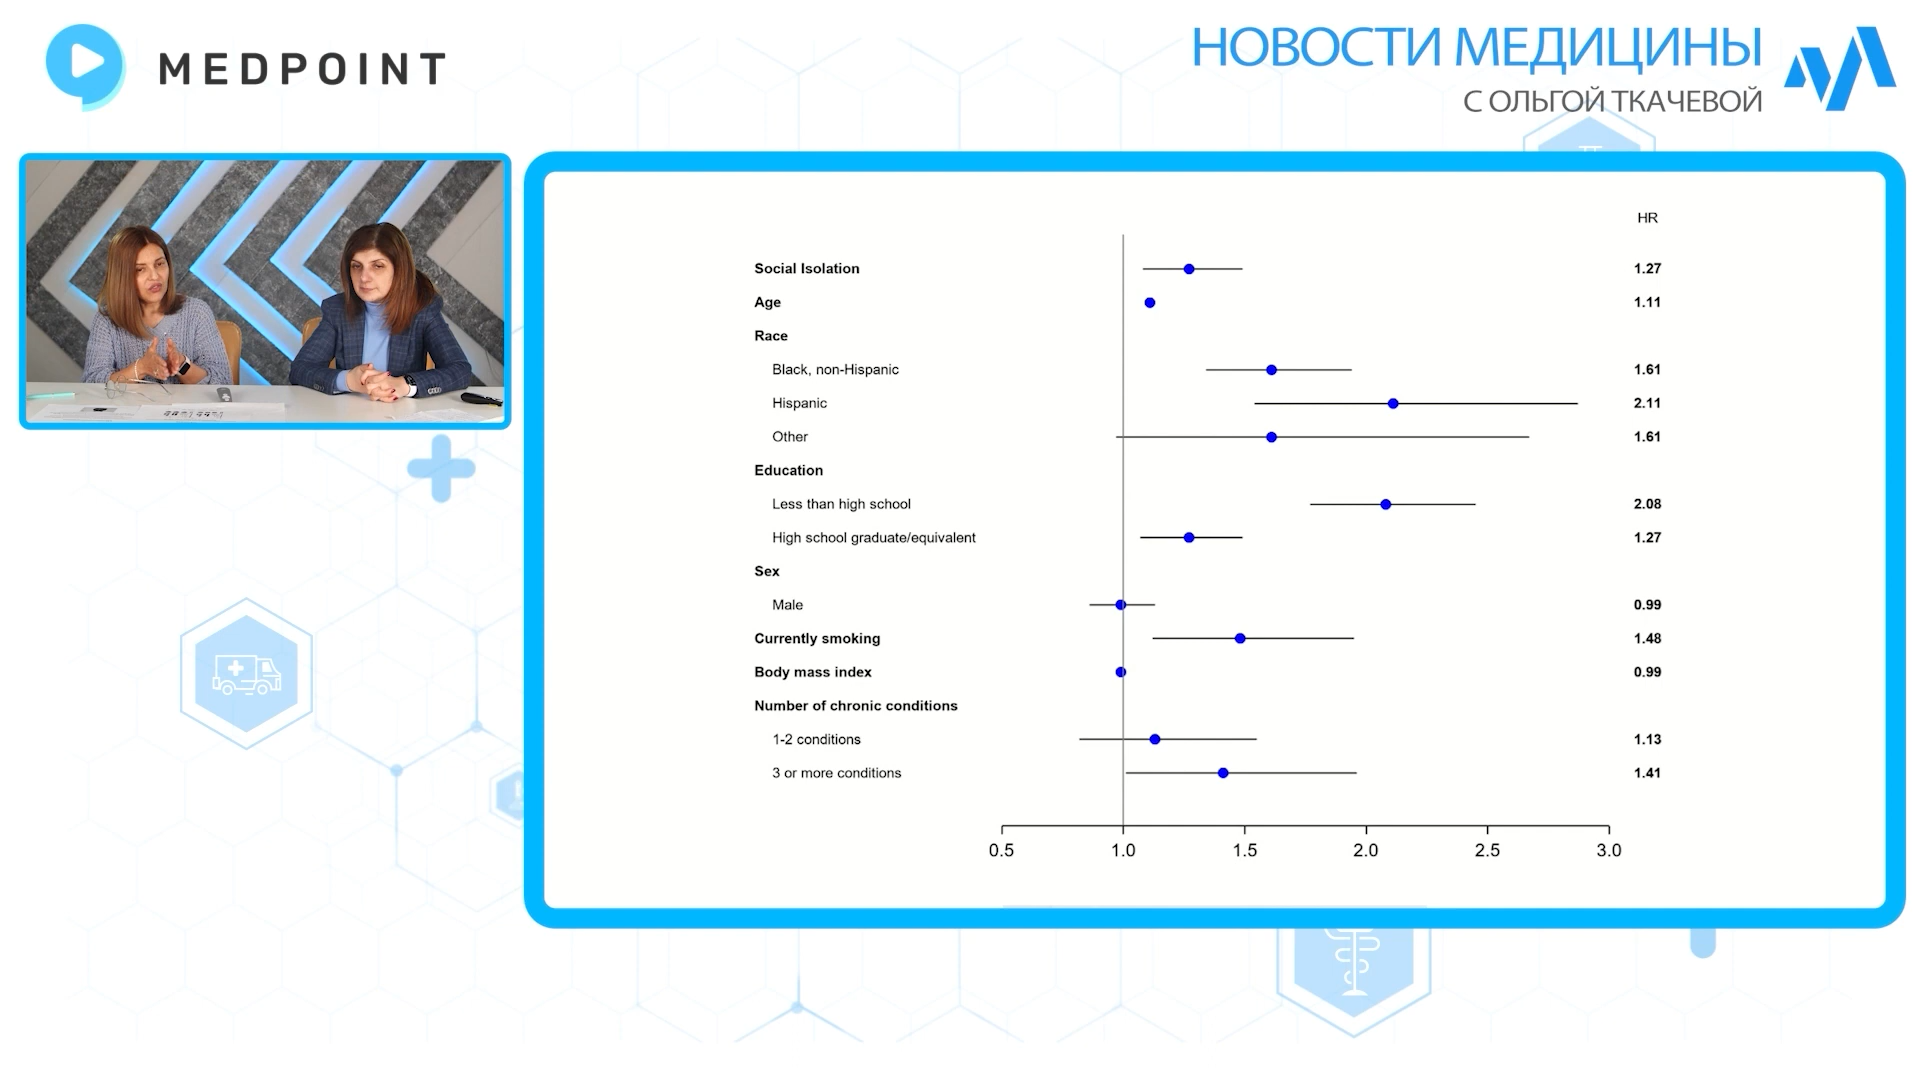 MEDPOINT
НОВОСТИ МЕДИЦИНЫ
С ОЛЬГОЙ ТКАЧЕВОЙ
HR
Social Isolation 1.27
Age 1.11
Race
Black, non-Hispanic 1.61
Hispanic 2.11
Other 1.61
Education
Less than high school 2.08
High school graduate/equivalent 1.27
Sex
Male 0.99
Currently smoking 1.48
Body mass index 0.99
Number of chronic conditions
1-2 conditions 1.13
3 or more conditions 1.41
0.5 1.0 1.5 2.0 2.5 3.0